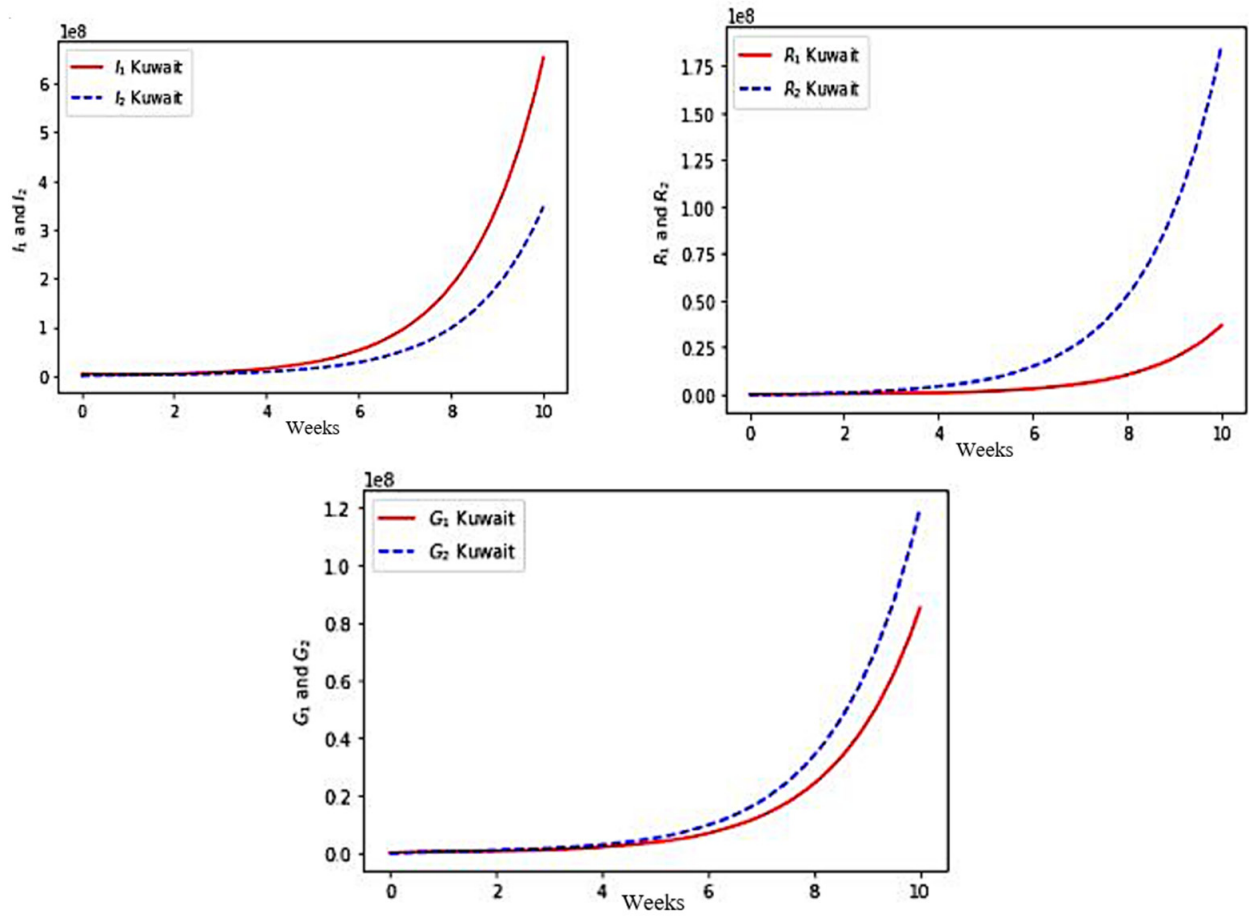 1e8
I₁ Kuwait
I₂ Kuwait
I₁ and I₂
6
5
4
3
2
1
0
0 2 4 6 8 10
Weeks
1e8
R₁ Kuwait
R₂ Kuwait
R₁ and R₂
1.75
1.50
1.25
1.00
0.75
0.50
0.25
0.00
0 2 4 6 8 10
Weeks
1e8
G₁ Kuwait
G₂ Kuwait
G₁ and G₂
1.2
1.0
0.8
0.6
0.4
0.2
0.0
0 2 4 6 8 10
Weeks